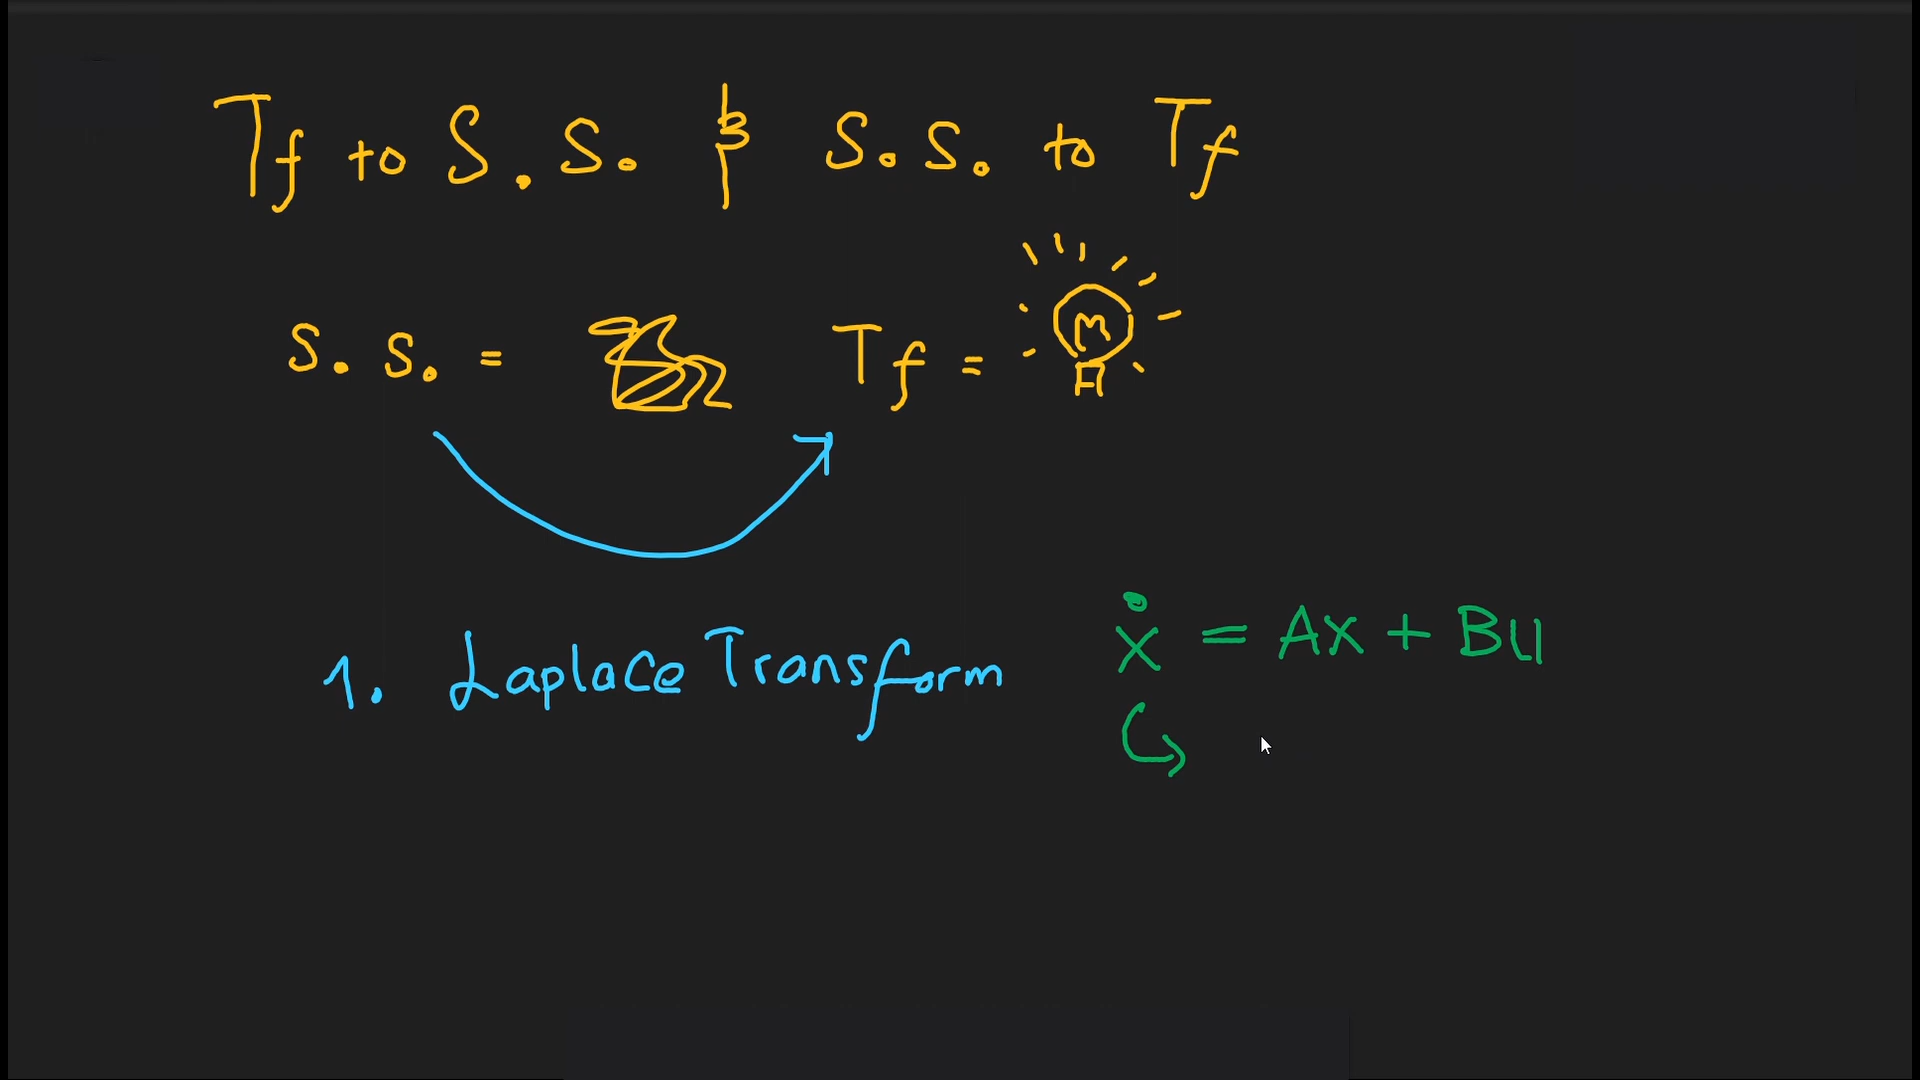 Tf to S.S. & S.S. to Tf
S.S. = Tf =
1. Laplace Transform
ẋ = Ax + Bu